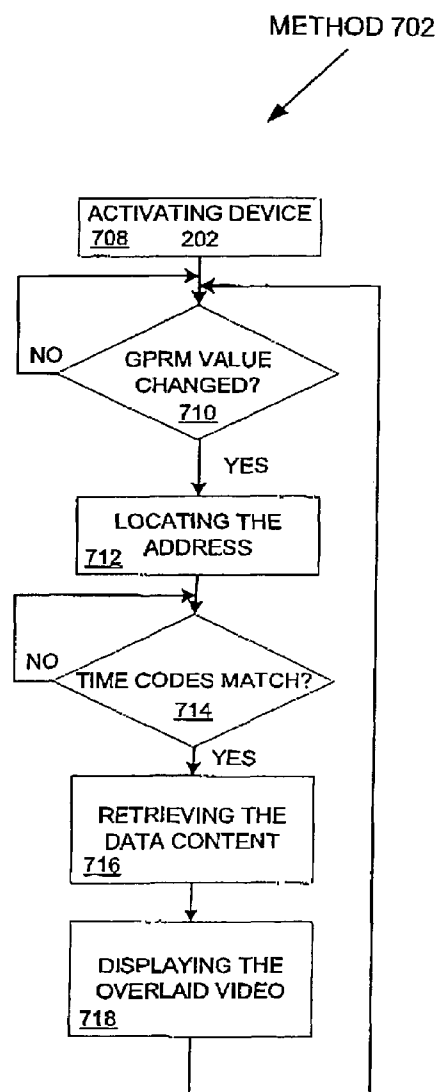 METHOD 702
ACTIVATING DEVICE
708 202
NO
GPRM VALUE
CHANGED?
710
YES
LOCATING THE
ADDRESS
712
NO
TIME CODES MATCH?
714
YES
RETRIEVING THE
DATA CONTENT
716
DISPLAYING THE
OVERLAID VIDEO
718